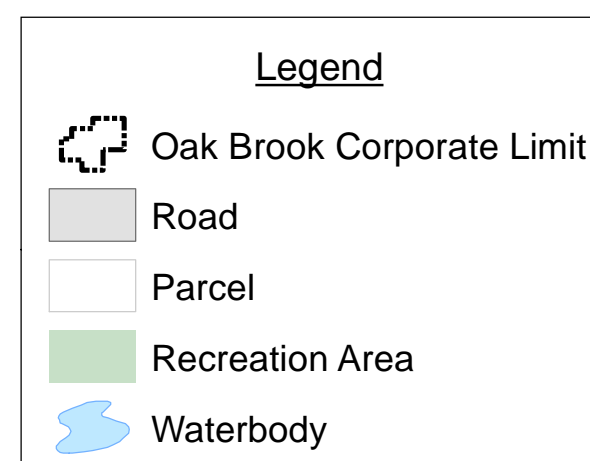 Legend
Oak Brook Corporate Limit
Road
Parcel
Recreation Area
Waterbody